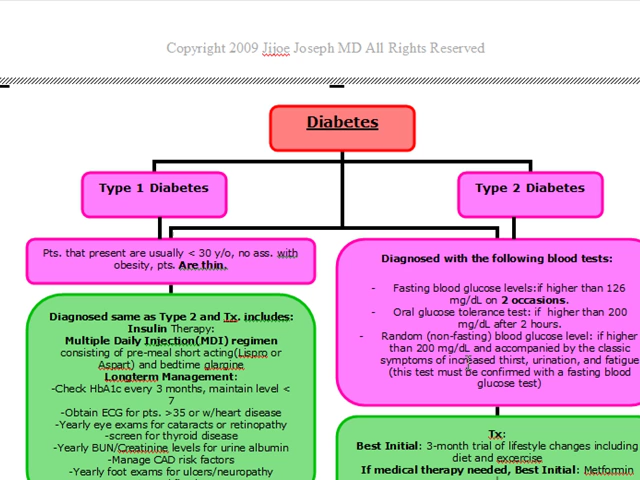 Copyright 2009 Jijoe Joseph MD All Rights Reserved
Diabetes
Type 1 Diabetes
Type 2 Diabetes
Pts. that present are usually < 30 y/o, no ass. with
obesity, pts. Are thin.
Diagnosed same as Type 2 and Tx. includes:
Insulin Therapy:
Multiple Daily Injection(MDI) regimen
consisting of pre-meal short acting(Lispro or
Aspart) and bedtime glargine
Longterm Management:
-Check HbA1c every 3 months, maintain level <
7
-Obtain ECG for pts. >35 or w/heart disease
-Yearly eye exams for cataracts or retinopathy
-screen for thyroid disease
-Yearly BUN/Creatinine levels for urine albumin
-Manage CAD risk factors
-Yearly foot exams for ulcers/neuropathy
Diagnosed with the following blood tests:
- Fasting blood glucose levels:if higher than 126
mg/dL on 2 occasions.
- Oral glucose tolerance test: if higher than 200
mg/dL after 2 hours.
- Random (non-fasting) blood glucose level: if higher
than 200 mg/dL and accompanied by the classic
symptoms of increased thirst, urination, and fatigue
(this test must be confirmed with a fasting blood
glucose test)
Tx:
Best Initial: 3-month trial of lifestyle changes including
diet and excercise
If medical therapy needed, Best Initial: Metformin